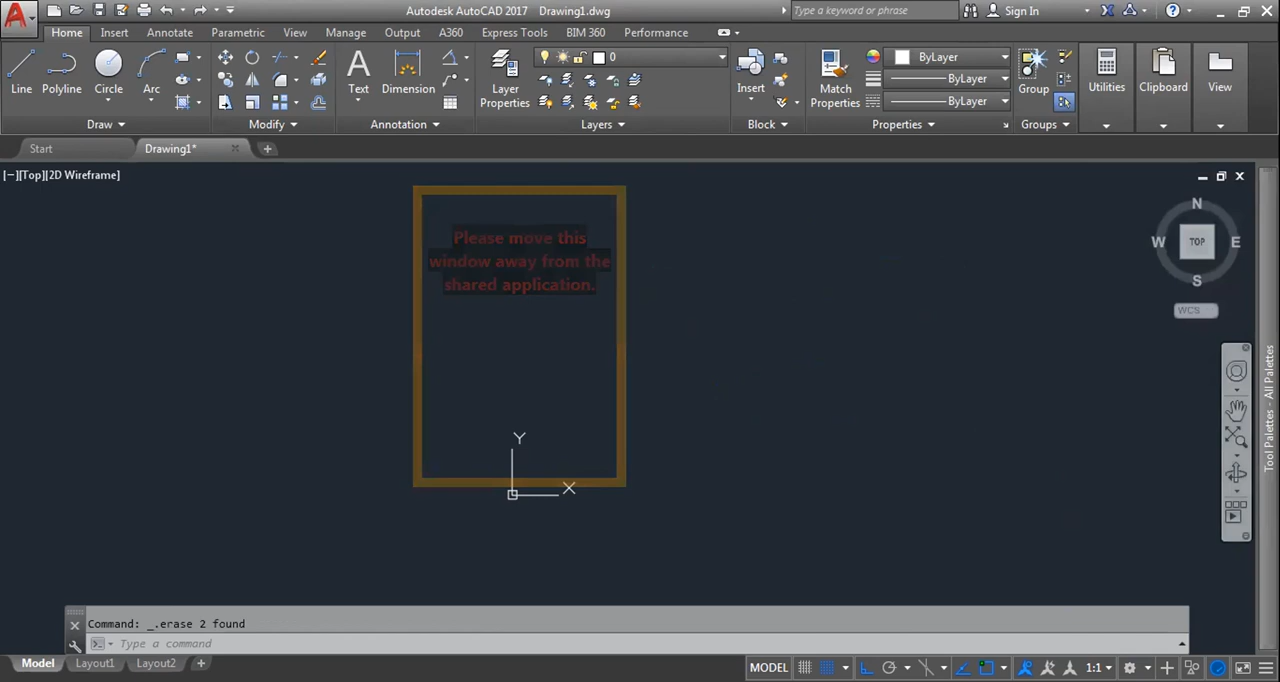 Autodesk AutoCAD 2017 Drawing1.dwg
Type a keyword or phrase
Sign In
Home Insert Annotate Parametric View Manage Output A360 Express Tools BIM 360 Performance
Line Polyline Circle Arc
Text Dimension
Layer Properties
0
Insert
Match Properties
ByLayer
ByLayer
ByLayer
Group
Utilities
Clipboard
View
Draw Modify Annotation Layers Block Properties Groups
Start Drawing1*
[−][Top][2D Wireframe]
N
W TOP E
S
WCS
Please move this
window away from the
shared application.
Y
X
Tool Palettes - All Palettes
Command: _.erase 2 found
Type a command
Model Layout1 Layout2
MODEL 1:1